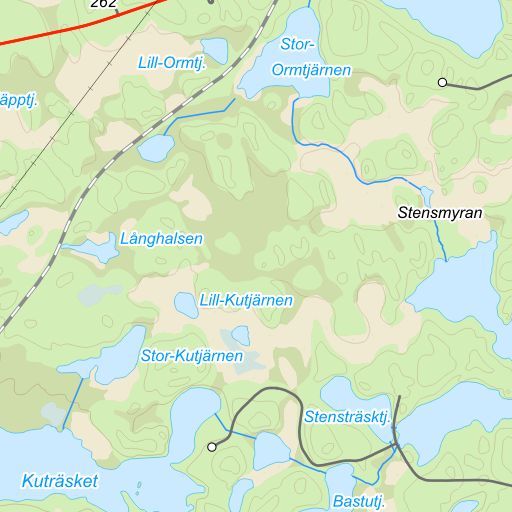 262
Stor-
Ormtjärnen
Lill-Ormtj.
äpptj.
Stensmyran
Långhalsen
Lill-Kutjärnen
Stor-Kutjärnen
Stensträsktj.
Kuträsket
Bastutj.